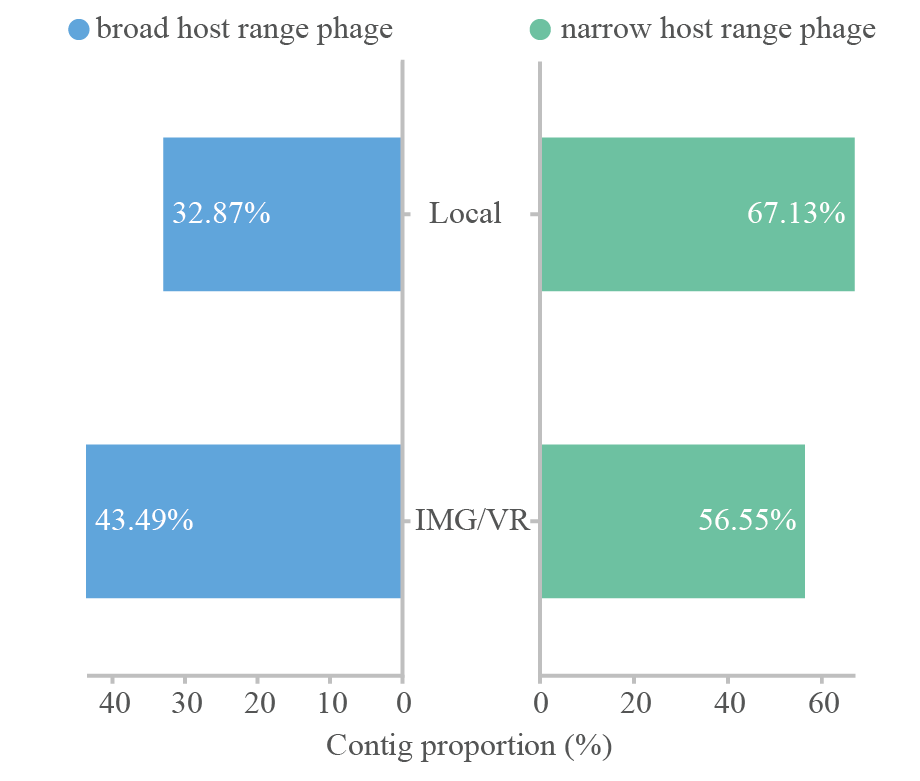 broad host range phage
narrow host range phage
32.87%
Local
67.13%
43.49%
IMG/VR
56.55%
40 30 20 10 0
0 20 40 60
Contig proportion (%)